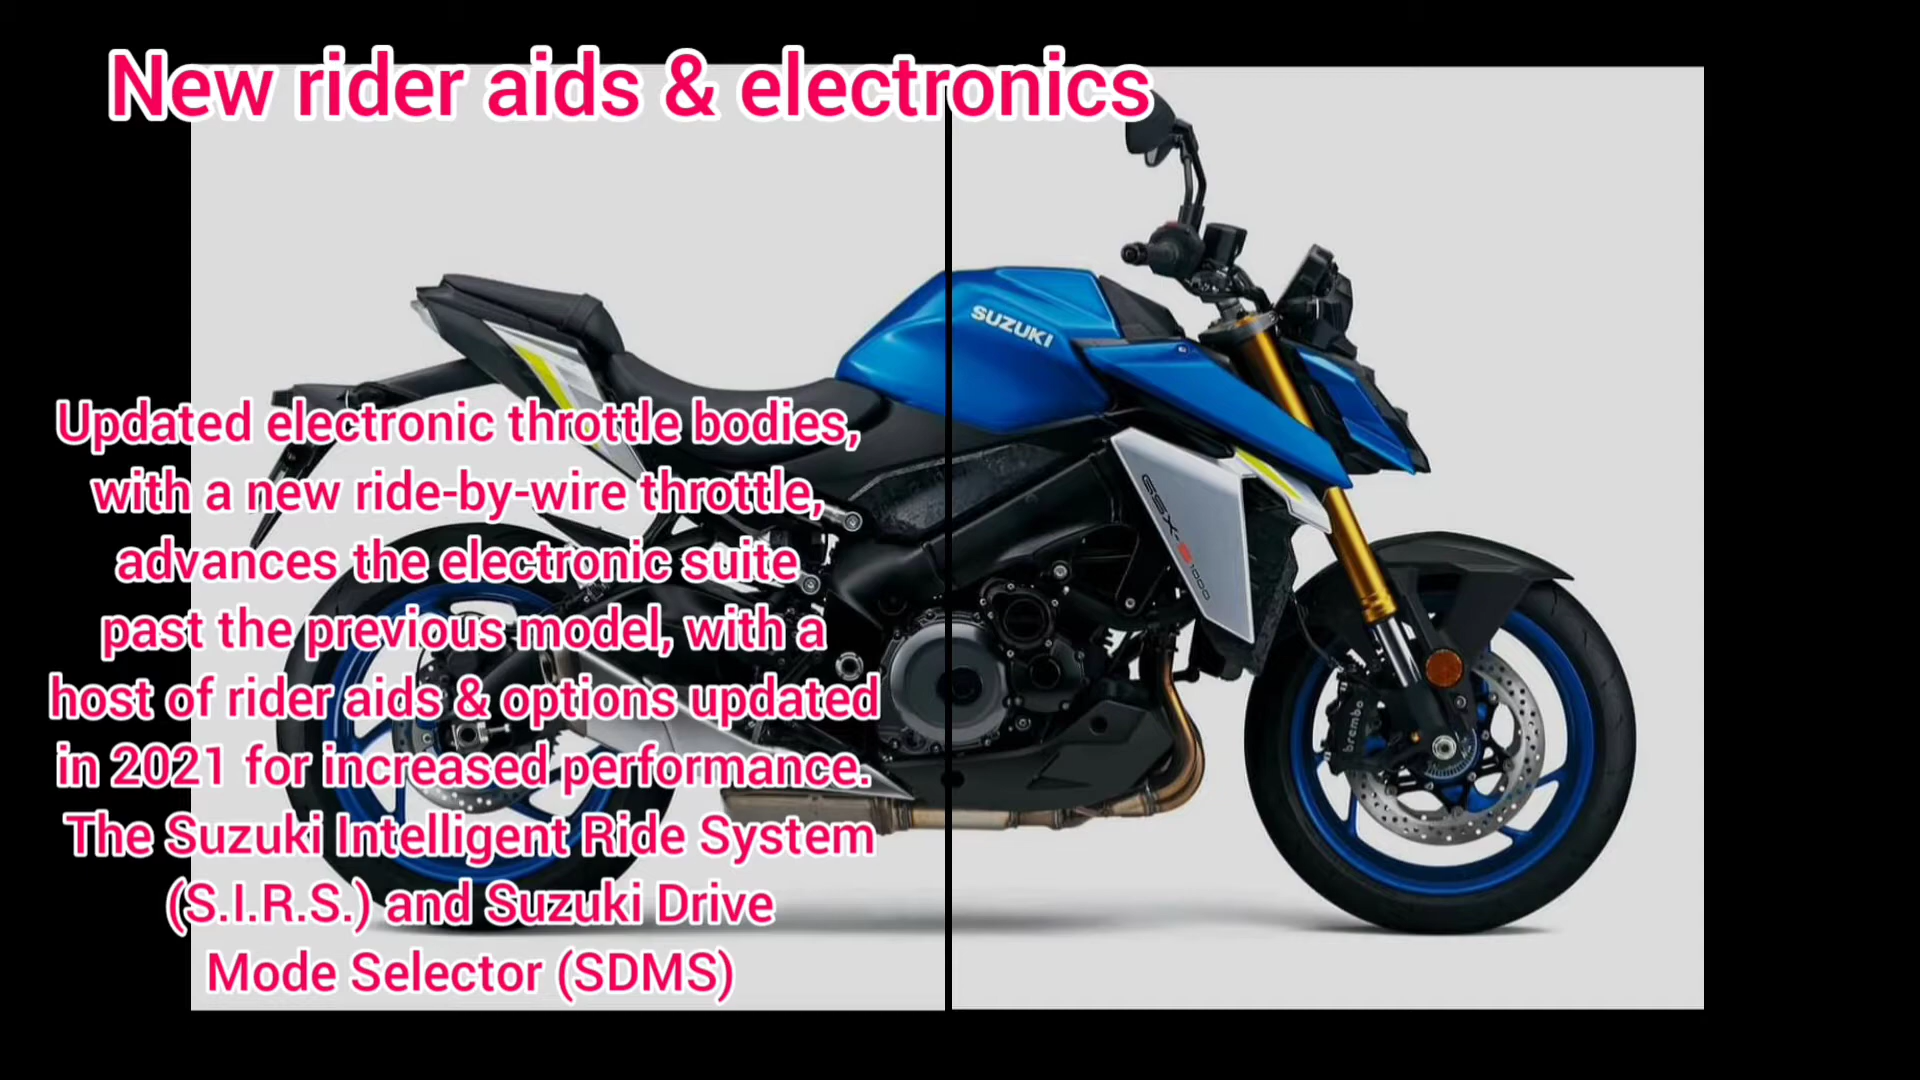 New rider aids & electronics
SUZUKI
Updated electronic throttle bodies,
with a new ride-by-wire throttle,
advances the electronic suite
past the previous model, with a
host of rider aids & options updated
in 2021 for increased performance.
The Suzuki Intelligent Ride System
(S.I.R.S.) and Suzuki Drive
Mode Selector (SDMS)
GSX-S1000
brembo